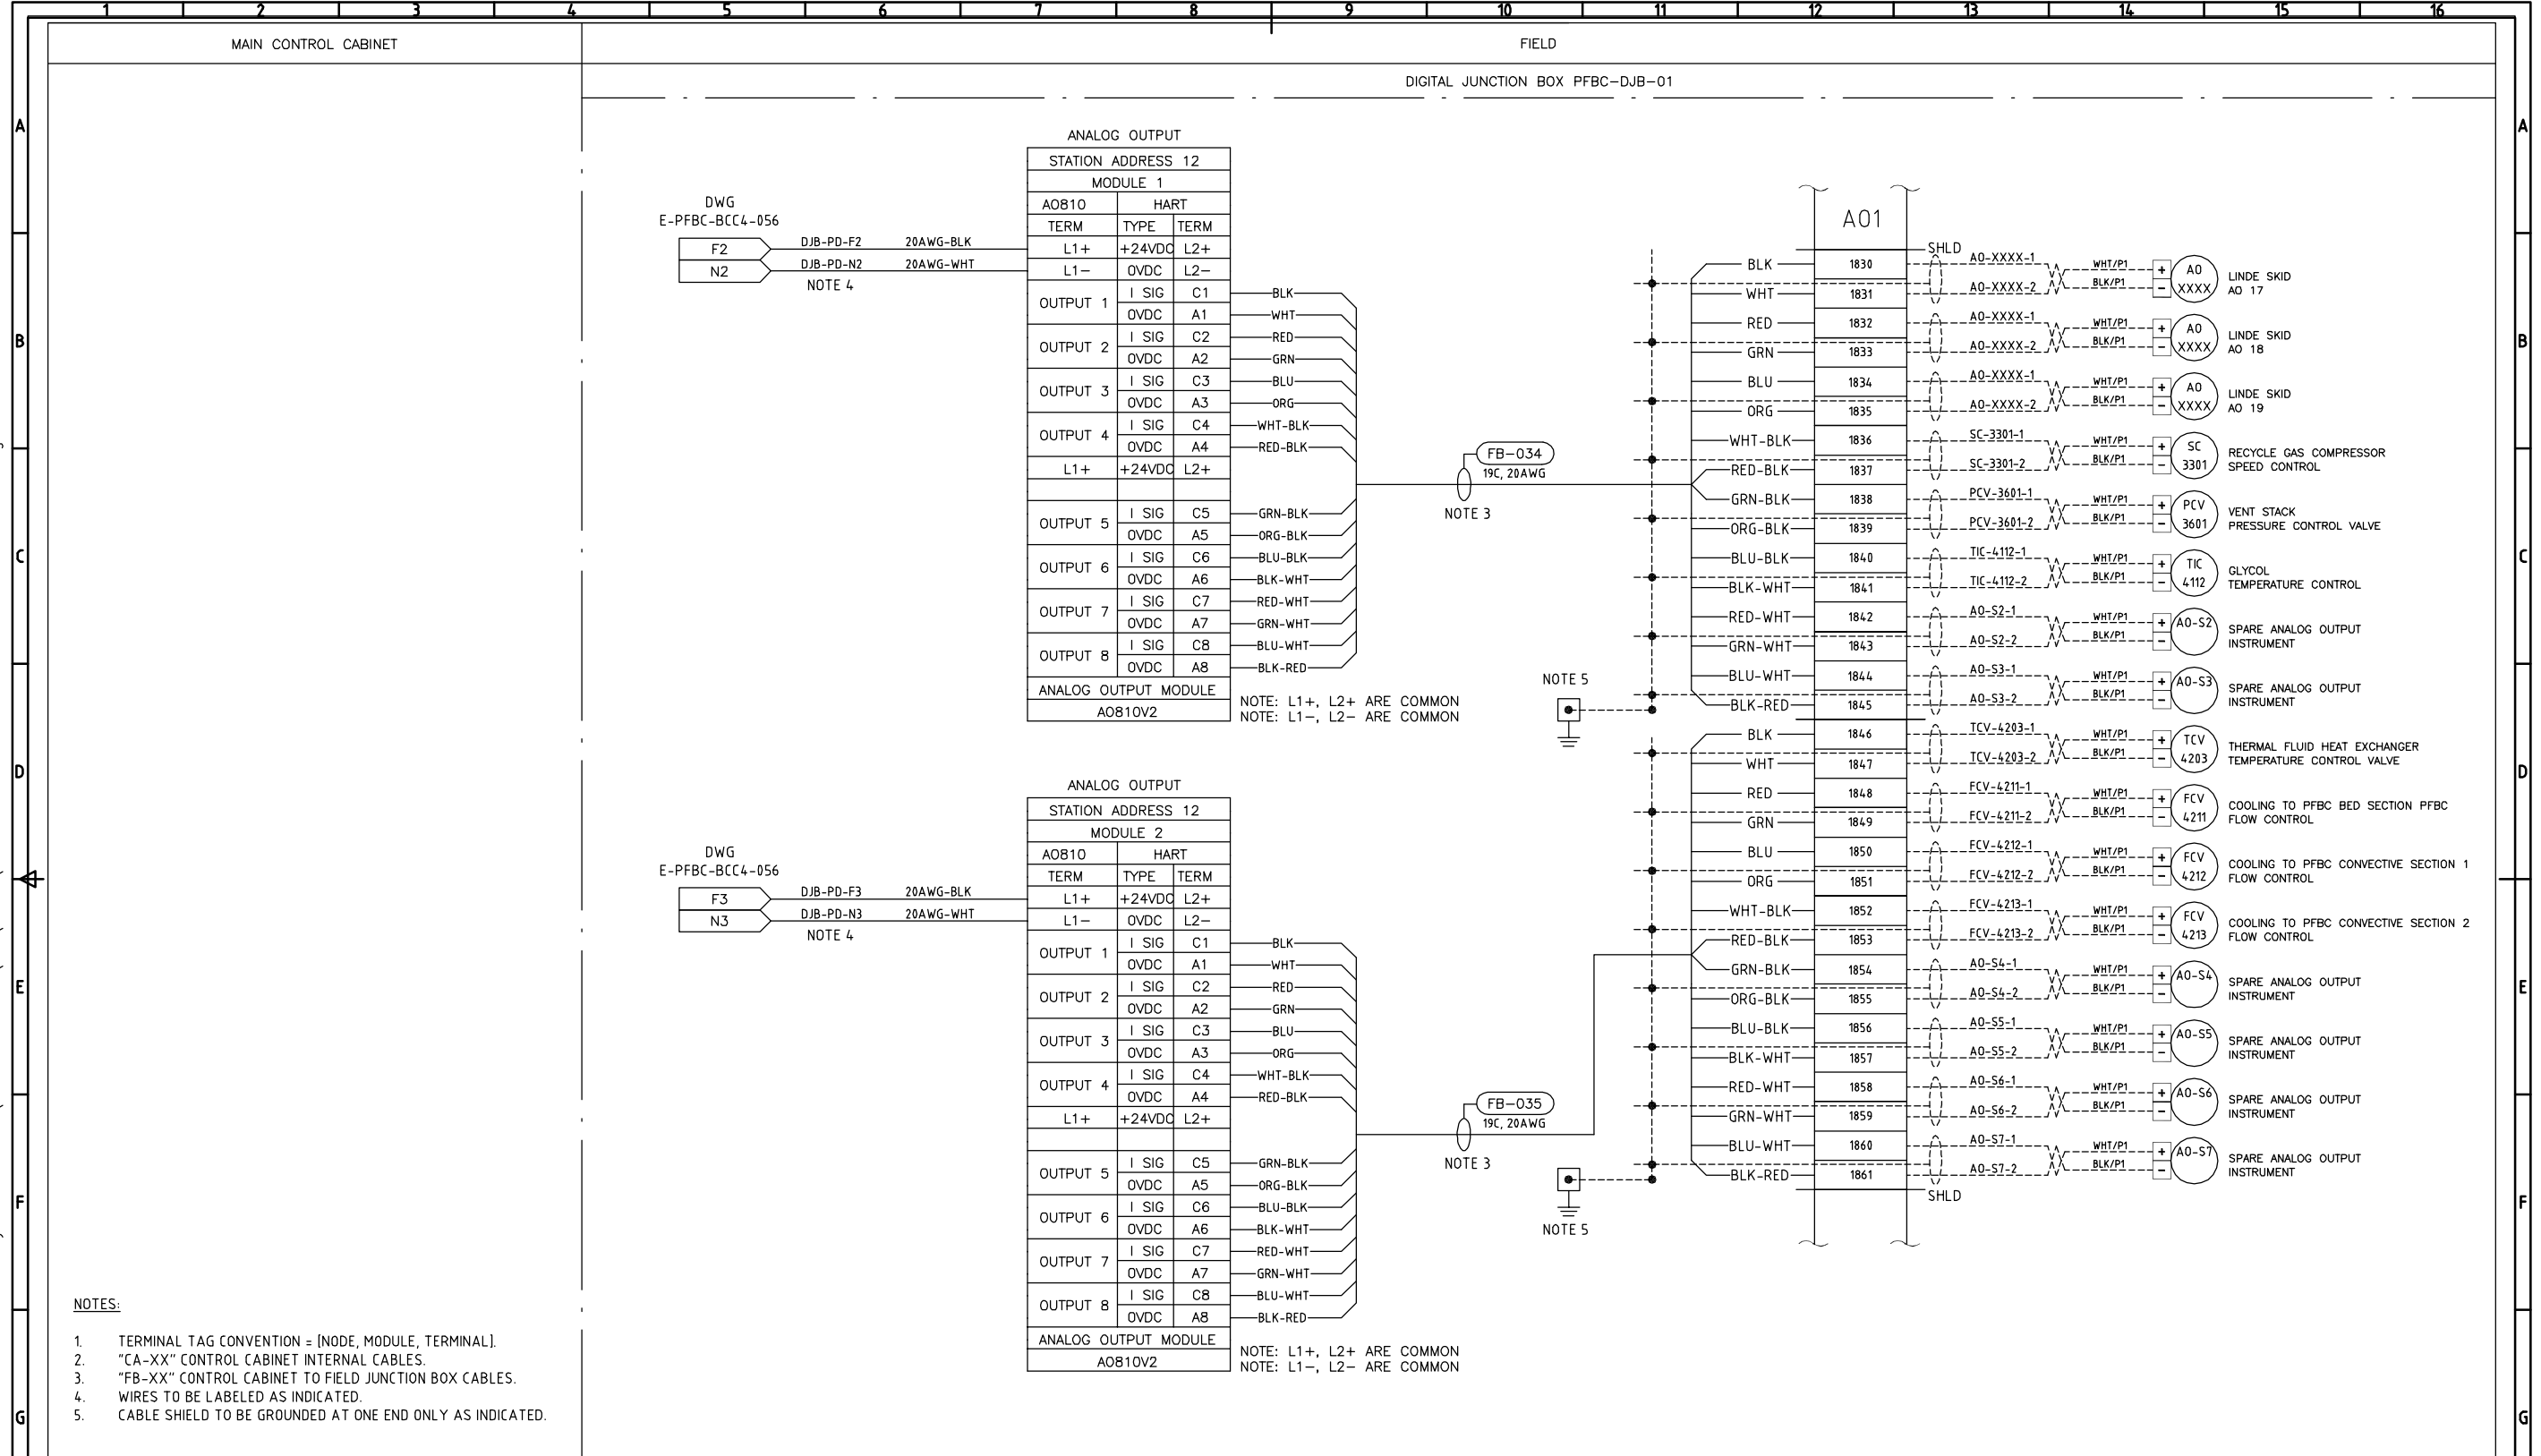 1 2 3 4 5 6 7 8 9 10 11 12 13 14 15 16
MAIN CONTROL CABINET
FIELD
DIGITAL JUNCTION BOX PFBC-DJB-01
A
B
C
D
E
F
G
A
B
C
D
E
F
G
DWG
E-PFBC-BCC4-056
F2 DJB-PD-F2 20AWG-BLK
N2 DJB-PD-N2 20AWG-WHT
NOTE 4
ANALOG OUTPUT
STATION ADDRESS 12
MODULE 1
AO810 HART
TERM TYPE TERM
L1+ +24VDC L2+
L1- 0VDC L2-
OUTPUT 1 I SIG C1 BLK
0VDC A1 WHT
OUTPUT 2 I SIG C2 RED
0VDC A2 GRN
OUTPUT 3 I SIG C3 BLU
0VDC A3 ORG
OUTPUT 4 I SIG C4 WHT-BLK
0VDC A4 RED-BLK
L1+ +24VDC L2+
OUTPUT 5 I SIG C5 GRN-BLK
0VDC A5 ORG-BLK
OUTPUT 6 I SIG C6 BLU-BLK
0VDC A6 BLK-WHT
OUTPUT 7 I SIG C7 RED-WHT
0VDC A7 GRN-WHT
OUTPUT 8 I SIG C8 BLU-WHT
0VDC A8 BLK-RED
ANALOG OUTPUT MODULE
AO810V2
NOTE: L1+, L2+ ARE COMMON
NOTE: L1-, L2- ARE COMMON
FB-034
19C, 20AWG
NOTE 3
NOTE 5
DWG
E-PFBC-BCC4-056
F3 DJB-PD-F3 20AWG-BLK
N3 DJB-PD-N3 20AWG-WHT
NOTE 4
ANALOG OUTPUT
STATION ADDRESS 12
MODULE 2
AO810 HART
TERM TYPE TERM
L1+ +24VDC L2+
L1- 0VDC L2-
OUTPUT 1 I SIG C1 BLK
0VDC A1 WHT
OUTPUT 2 I SIG C2 RED
0VDC A2 GRN
OUTPUT 3 I SIG C3 BLU
0VDC A3 ORG
OUTPUT 4 I SIG C4 WHT-BLK
0VDC A4 RED-BLK
L1+ +24VDC L2+
OUTPUT 5 I SIG C5 GRN-BLK
0VDC A5 ORG-BLK
OUTPUT 6 I SIG C6 BLU-BLK
0VDC A6 BLK-WHT
OUTPUT 7 I SIG C7 RED-WHT
0VDC A7 GRN-WHT
OUTPUT 8 I SIG C8 BLU-WHT
0VDC A8 BLK-RED
ANALOG OUTPUT MODULE
AO810V2
NOTE: L1+, L2+ ARE COMMON
NOTE: L1-, L2- ARE COMMON
FB-035
19C, 20AWG
NOTE 3
NOTE 5
AO1
SHLD
BLK 1830 AO-XXXX-1 WHT/P1 + AO LINDE SKID
WHT 1831 AO-XXXX-2 BLK/P1 - XXXX AO 17
RED 1832 AO-XXXX-1 WHT/P1 + AO LINDE SKID
GRN 1833 AO-XXXX-2 BLK/P1 - XXXX AO 18
BLU 1834 AO-XXXX-1 WHT/P1 + AO LINDE SKID
ORG 1835 AO-XXXX-2 BLK/P1 - XXXX AO 19
WHT-BLK 1836 SC-3301-1 WHT/P1 + SC RECYCLE GAS COMPRESSOR
RED-BLK 1837 SC-3301-2 BLK/P1 - 3301 SPEED CONTROL
GRN-BLK 1838 PCV-3601-1 WHT/P1 + PCV VENT STACK
ORG-BLK 1839 PCV-3601-2 BLK/P1 - 3601 PRESSURE CONTROL VALVE
BLU-BLK 1840 TIC-4112-1 WHT/P1 + TIC GLYCOL
BLK-WHT 1841 TIC-4112-2 BLK/P1 - 4112 TEMPERATURE CONTROL
RED-WHT 1842 AO-S2-1 WHT/P1 + AO-S2 SPARE ANALOG OUTPUT
GRN-WHT 1843 AO-S2-2 BLK/P1 - INSTRUMENT
BLU-WHT 1844 AO-S3-1 WHT/P1 + AO-S3 SPARE ANALOG OUTPUT
BLK-RED 1845 AO-S3-2 BLK/P1 - INSTRUMENT
BLK 1846 TCV-4203-1 WHT/P1 + TCV THERMAL FLUID HEAT EXCHANGER
WHT 1847 TCV-4203-2 BLK/P1 - 4203 TEMPERATURE CONTROL VALVE
RED 1848 FCV-4211-1 WHT/P1 + FCV COOLING TO PFBC BED SECTION PFBC
GRN 1849 FCV-4211-2 BLK/P1 - 4211 FLOW CONTROL
BLU 1850 FCV-4212-1 WHT/P1 + FCV COOLING TO PFBC CONVECTIVE SECTION 1
ORG 1851 FCV-4212-2 BLK/P1 - 4212 FLOW CONTROL
WHT-BLK 1852 FCV-4213-1 WHT/P1 + FCV COOLING TO PFBC CONVECTIVE SECTION 2
RED-BLK 1853 FCV-4213-2 BLK/P1 - 4213 FLOW CONTROL
GRN-BLK 1854 AO-S4-1 WHT/P1 + AO-S4 SPARE ANALOG OUTPUT
ORG-BLK 1855 AO-S4-2 BLK/P1 - INSTRUMENT
BLU-BLK 1856 AO-S5-1 WHT/P1 + AO-S5 SPARE ANALOG OUTPUT
BLK-WHT 1857 AO-S5-2 BLK/P1 - INSTRUMENT
RED-WHT 1858 AO-S6-1 WHT/P1 + AO-S6 SPARE ANALOG OUTPUT
GRN-WHT 1859 AO-S6-2 BLK/P1 - INSTRUMENT
BLU-WHT 1860 AO-S7-1 WHT/P1 + AO-S7 SPARE ANALOG OUTPUT
BLK-RED 1861 AO-S7-2 BLK/P1 - INSTRUMENT
SHLD
NOTES:
1. TERMINAL TAG CONVENTION = [NODE, MODULE, TERMINAL].
2. "CA-XX" CONTROL CABINET INTERNAL CABLES.
3. "FB-XX" CONTROL CABINET TO FIELD JUNCTION BOX CABLES.
4. WIRES TO BE LABELED AS INDICATED.
5. CABLE SHIELD TO BE GROUNDED AT ONE END ONLY AS INDICATED.